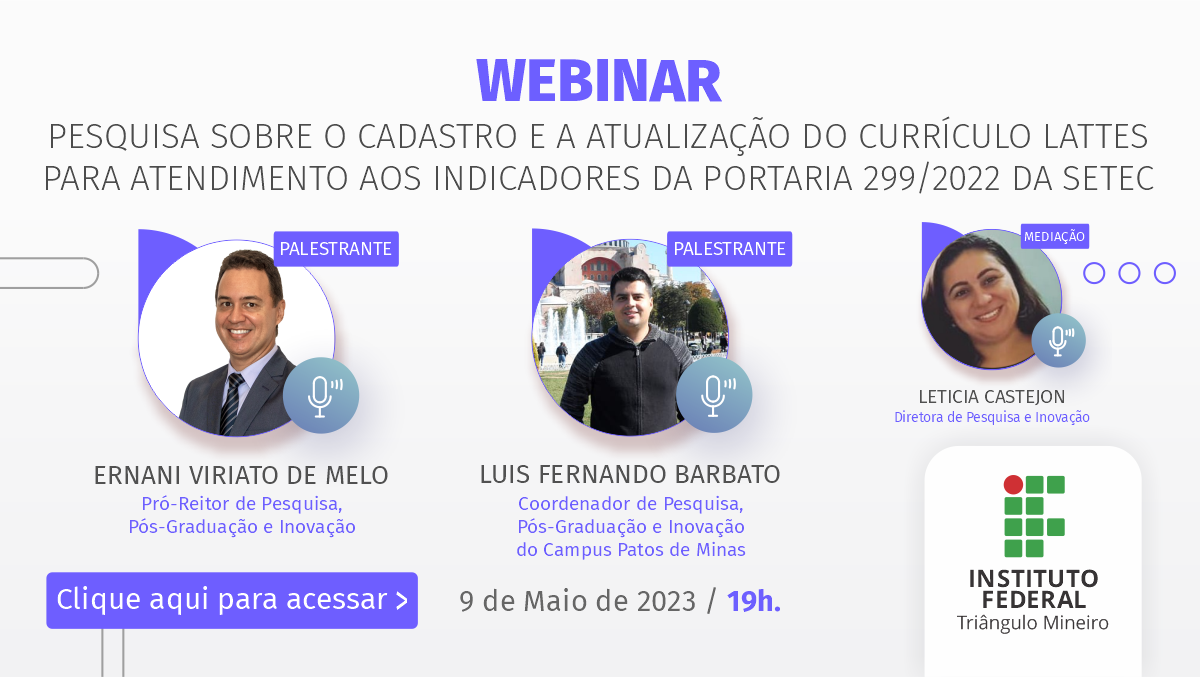 WEBINAR
PESQUISA SOBRE O CADASTRO E A ATUALIZAÇÃO DO CURRÍCULO LATTES
PARA ATENDIMENTO AOS INDICADORES DA PORTARIA 299/2022 DA SETEC
PALESTRANTE
ERNANI VIRIATO DE MELO
Pró-Reitor de Pesquisa,
Pós-Graduação e Inovação
PALESTRANTE
LUIS FERNANDO BARBATO
Coordenador de Pesquisa,
Pós-Graduação e Inovação
do Campus Patos de Minas
MEDIAÇÃO
LETICIA CASTEJON
Diretora de Pesquisa e Inovação
Clique aqui para acessar >
9 de Maio de 2023 / 19h.
INSTITUTO
FEDERAL
Triângulo Mineiro